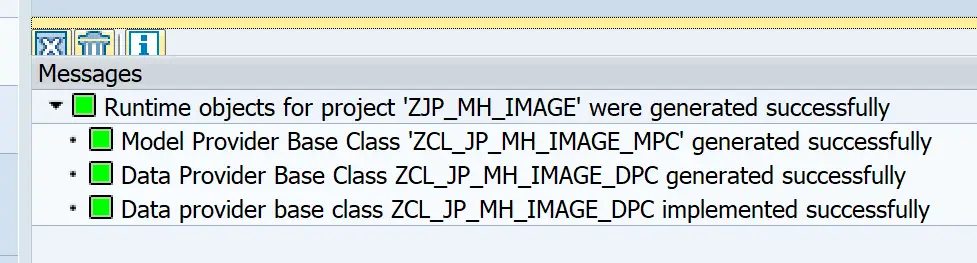 Messages
Runtime objects for project 'ZJP_MH_IMAGE' were generated successfully
Model Provider Base Class 'ZCL_JP_MH_IMAGE_MPC' generated successfully
Data Provider Base Class ZCL_JP_MH_IMAGE_DPC generated successfully
Data provider base class ZCL_JP_MH_IMAGE_DPC implemented successfully